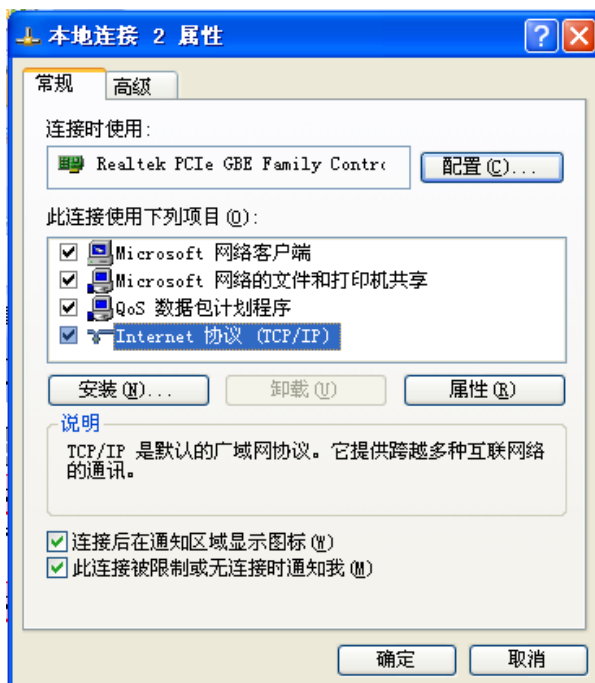 本地连接 2 属性
常规
高级
连接时使用:
Realtek PCIe GBE Family Contr
配置(C)...
此连接使用下列项目(O):
Microsoft 网络客户端
Microsoft 网络的文件和打印机共享
QoS 数据包计划程序
Internet 协议 (TCP/IP)
安装(N)...
卸载(U)
属性(R)
说明
TCP/IP 是默认的广域网协议。它提供跨越多种互联网络
的通讯。
连接后在通知区域显示图标(W)
此连接被限制或无连接时通知我(M)
确定
取消